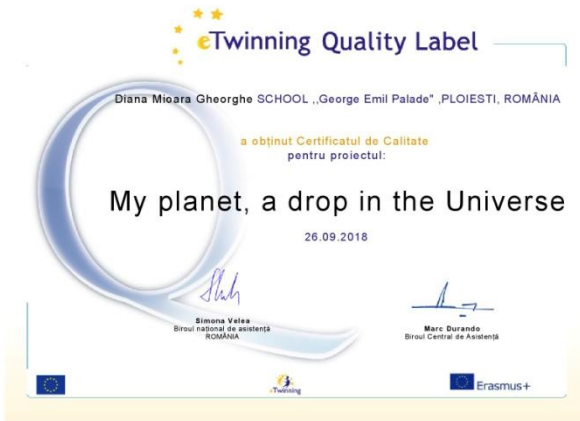 eTwinning Quality Label
Diana Mioara Gheorghe SCHOOL ,,George Emil Palade" ,PLOIESTI, ROMÂNIA
a obținut Certificatul de Calitate
pentru proiectul:
My planet, a drop in the Universe
26.09.2018
Simona Velea
Biroul național de asistență
ROMÂNIA
Marc Durando
Biroul Central de Asistență
eTwinning
Erasmus+